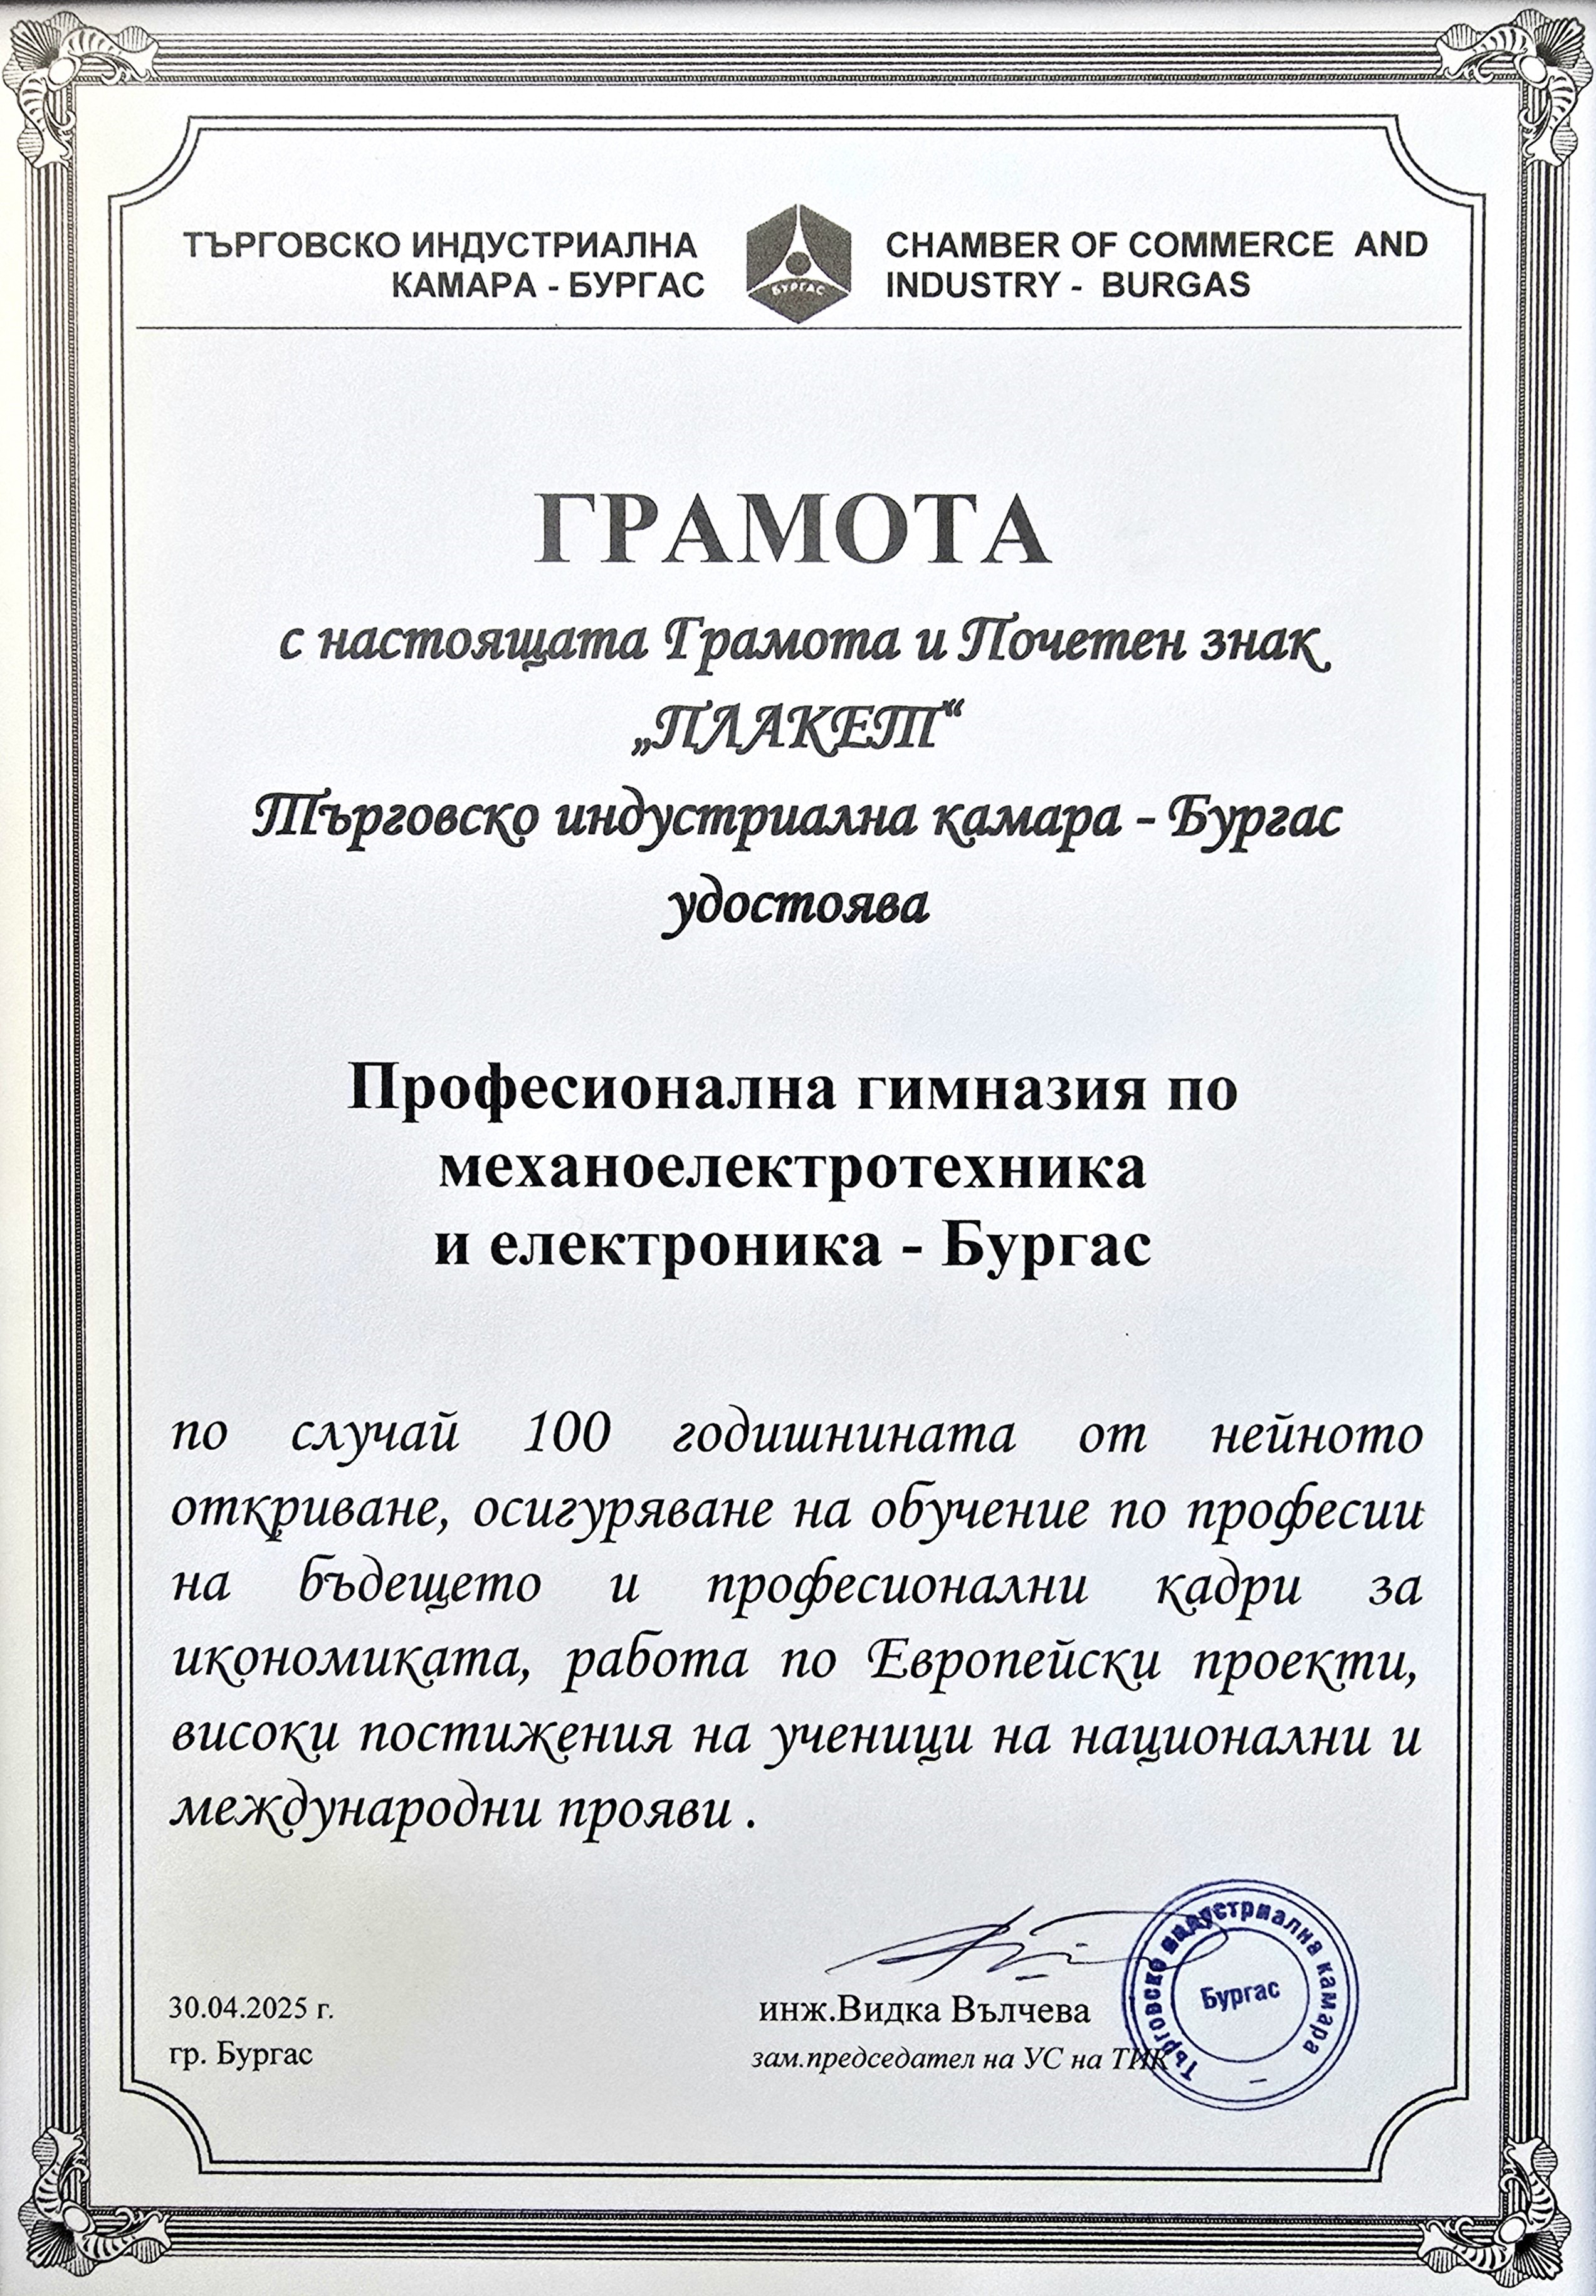 ТЪРГОВСКО ИНДУСТРИАЛНА
КАМАРА - БУРГАС
БУРГАС
CHAMBER OF COMMERCE AND
INDUSTRY - BURGAS
ГРАМОТА
с настоящата Грамота и Почетен знак
„ПЛАКЕТ“
Търговско индустриална камара - Бургас
удостоява
Професионална гимназия по
механоелектротехника
и електроника - Бургас
по случай 100 годишнината от нейното
откриване, осигуряване на обучение по професии
на бъдещето и професионални кадри за
икономиката, работа по Европейски проекти,
високи постижения на ученици на национални и
международни прояви .
30.04.2025 г.
гр. Бургас
инж.Видка Вълчева
зам.председател на УС на ТИК
Търговско индустриална камара
Бургас